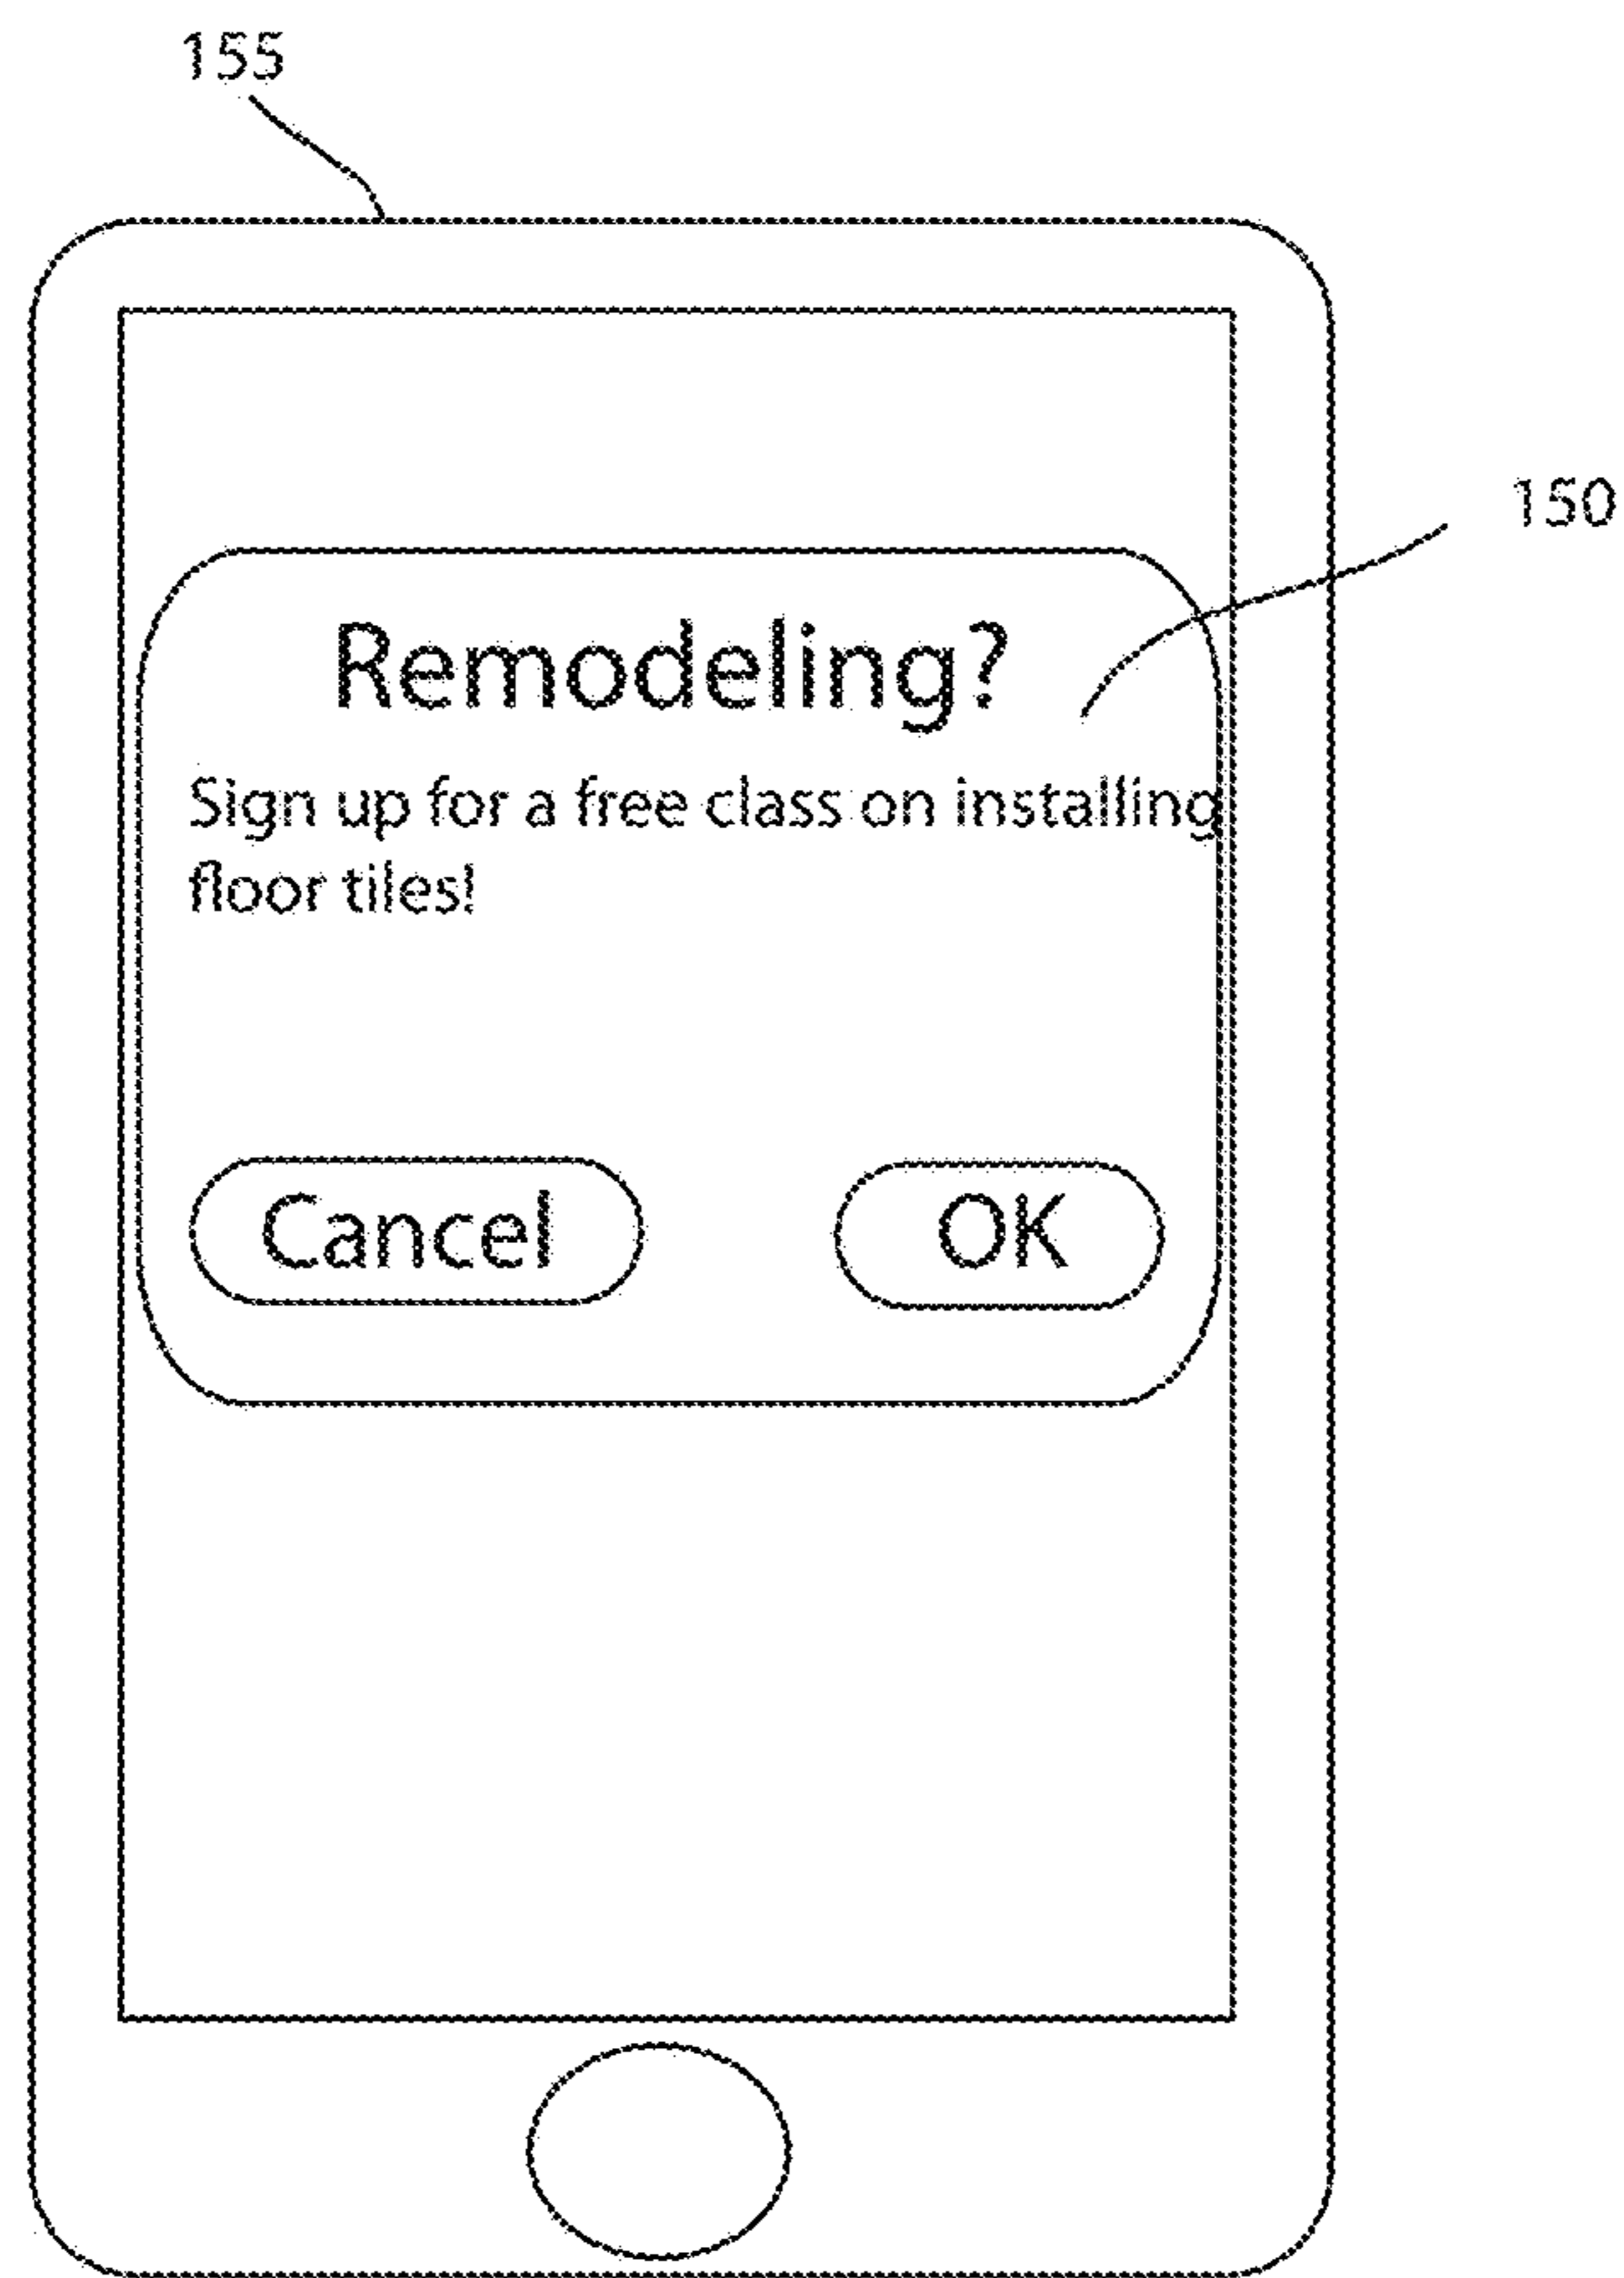 155
150
Remodeling?
Sign up for a free class on installing
floor tiles!
Cancel OK